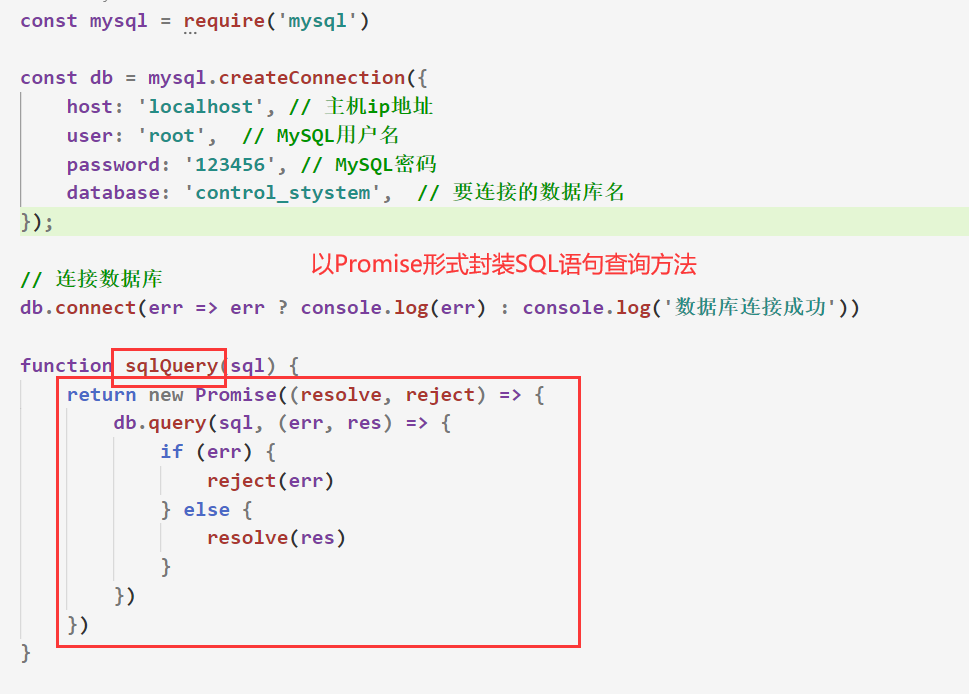 const mysql = require('mysql')
const db = mysql.createConnection({
host: 'localhost', // 主机ip地址
user: 'root',  // MySQL用户名
password: '123456', // MySQL密码
database: 'control_stystem',  // 要连接的数据库名
});
以Promise形式封装SQL语句查询方法
// 连接数据库
db.connect(err => err ? console.log(err) : console.log('数据库连接成功'))
function sqlQuery(sql) {
return new Promise((resolve, reject) => {
db.query(sql, (err, res) => {
if (err) {
reject(err)
} else {
resolve(res)
}
})
})
}